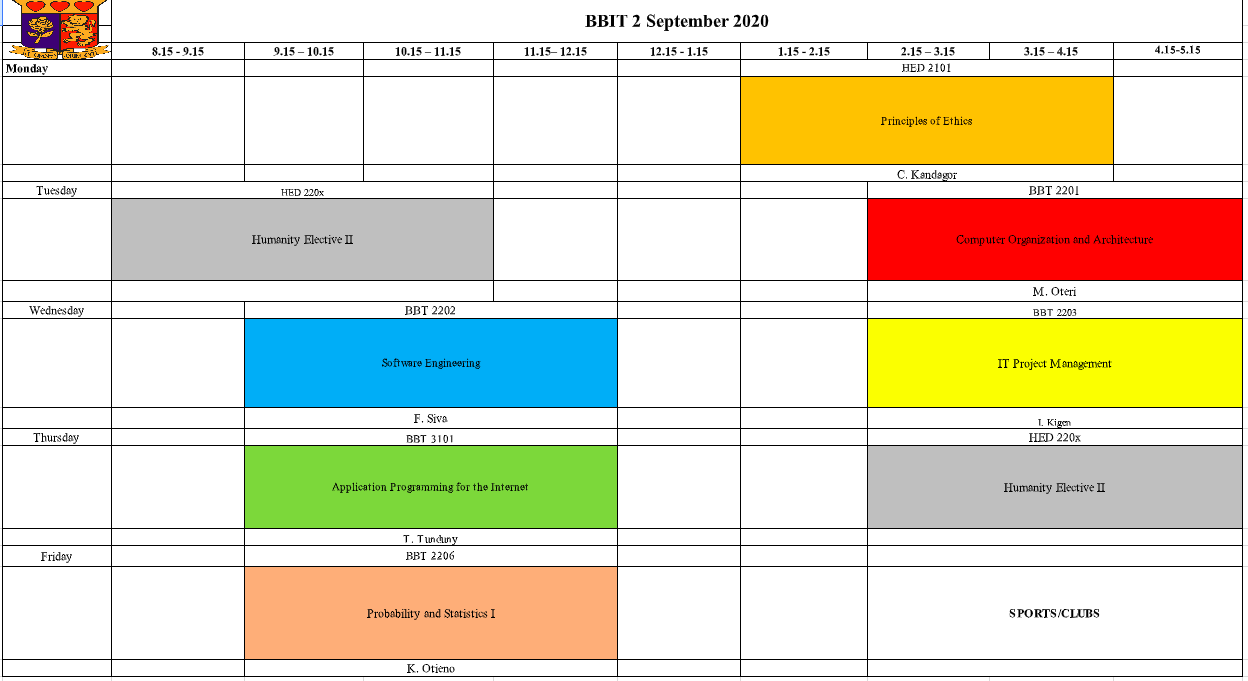 BBIT 2 September 2020
8.15 - 9.15 9.15 – 10.15 10.15 – 11.15 11.15– 12.15 12.15 - 1.15 1.15 - 2.15 2.15 – 3.15 3.15 – 4.15 4.15-5.15
Monday HED 2101
Principles of Ethics
C. Kandagor
Tuesday HED 220x BBT 2201
Humanity Elective II Computer Organization and Architecture
M. Oteri
Wednesday BBT 2202 BBT 2203
Software Engineering IT Project Management
F. Siva I. Kigen
Thursday BBT 3101 HED 220x
Application Programming for the Internet Humanity Elective II
T. Tunduny
Friday BBT 2206
Probability and Statistics I SPORTS/CLUBS
K. Otieno